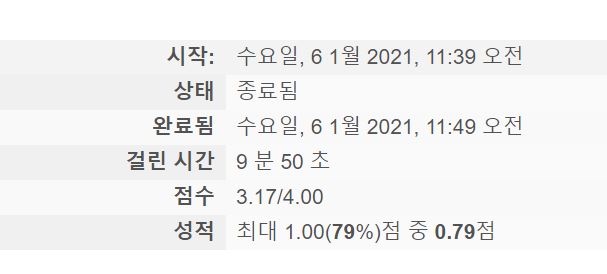 시작: 수요일, 6 1월 2021, 11:39 오전
상태 종료됨
완료됨 수요일, 6 1월 2021, 11:49 오전
걸린 시간 9 분 50 초
점수 3.17/4.00
성적 최대 1.00(79%)점 중 0.79점